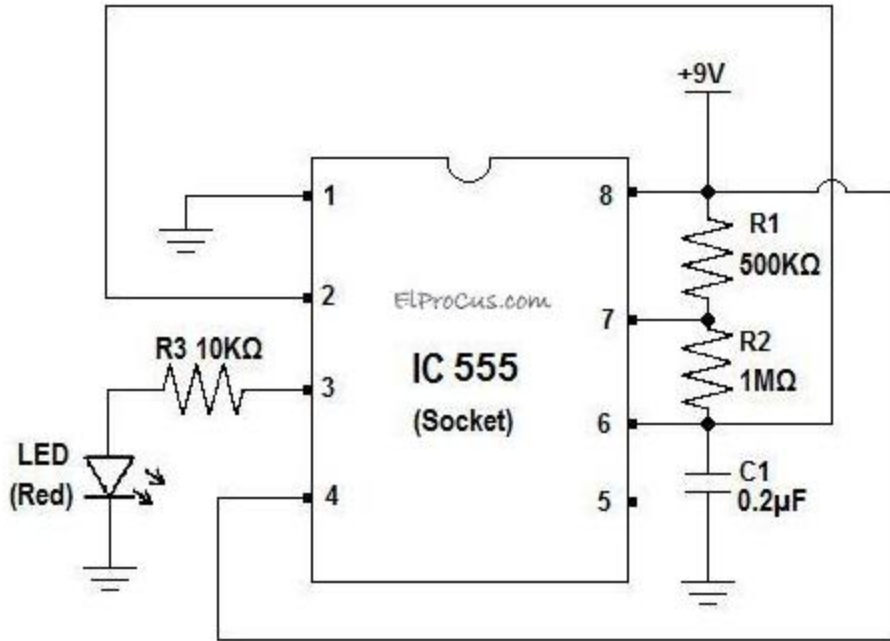 +9V
1
8
R1
500KΩ
2
ElProCus.com
7
R3 10KΩ
R2
1MΩ
IC 555
3
(Socket)
6
LED
(Red)
4
5
C1
0.2µF